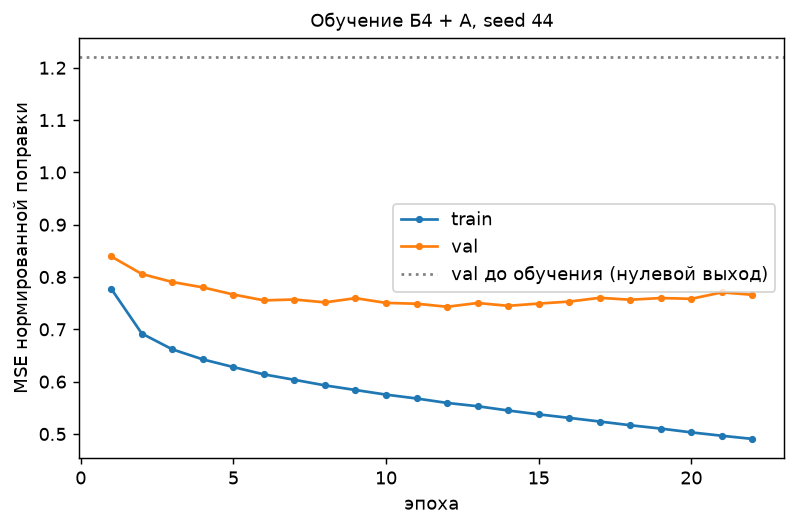 Обучение Б4 + А, seed 44
MSE нормированной поправки
1.2
1.1
1.0
0.9
0.8
0.7
0.6
0.5
train
val
val до обучения (нулевой выход)
0
5
10
15
20
эпоха